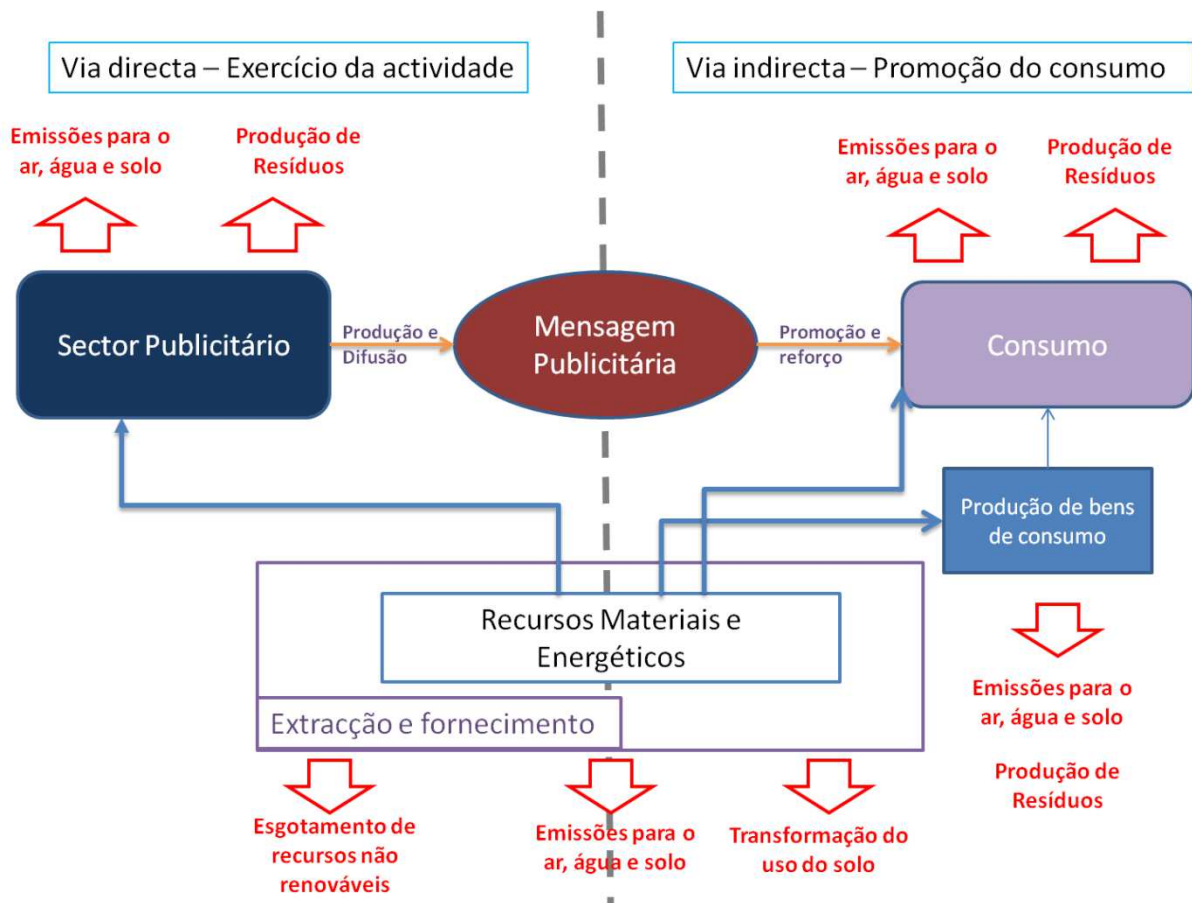 Via directa – Exercício da actividade
Via indirecta – Promoção do consumo
Emissões para o
ar, água e solo
Produção de
Resíduos
Emissões para o
ar, água e solo
Produção de
Resíduos
Sector Publicitário
Produção e
Difusão
Mensagem
Publicitária
Promoção e
reforço
Consumo
Produção de bens
de consumo
Recursos Materiais e
Energéticos
Extracção e fornecimento
Emissões para o
ar, água e solo
Produção de
Resíduos
Esgotamento de
recursos não
renováveis
Emissões para o
ar, água e solo
Transformação do
uso do solo